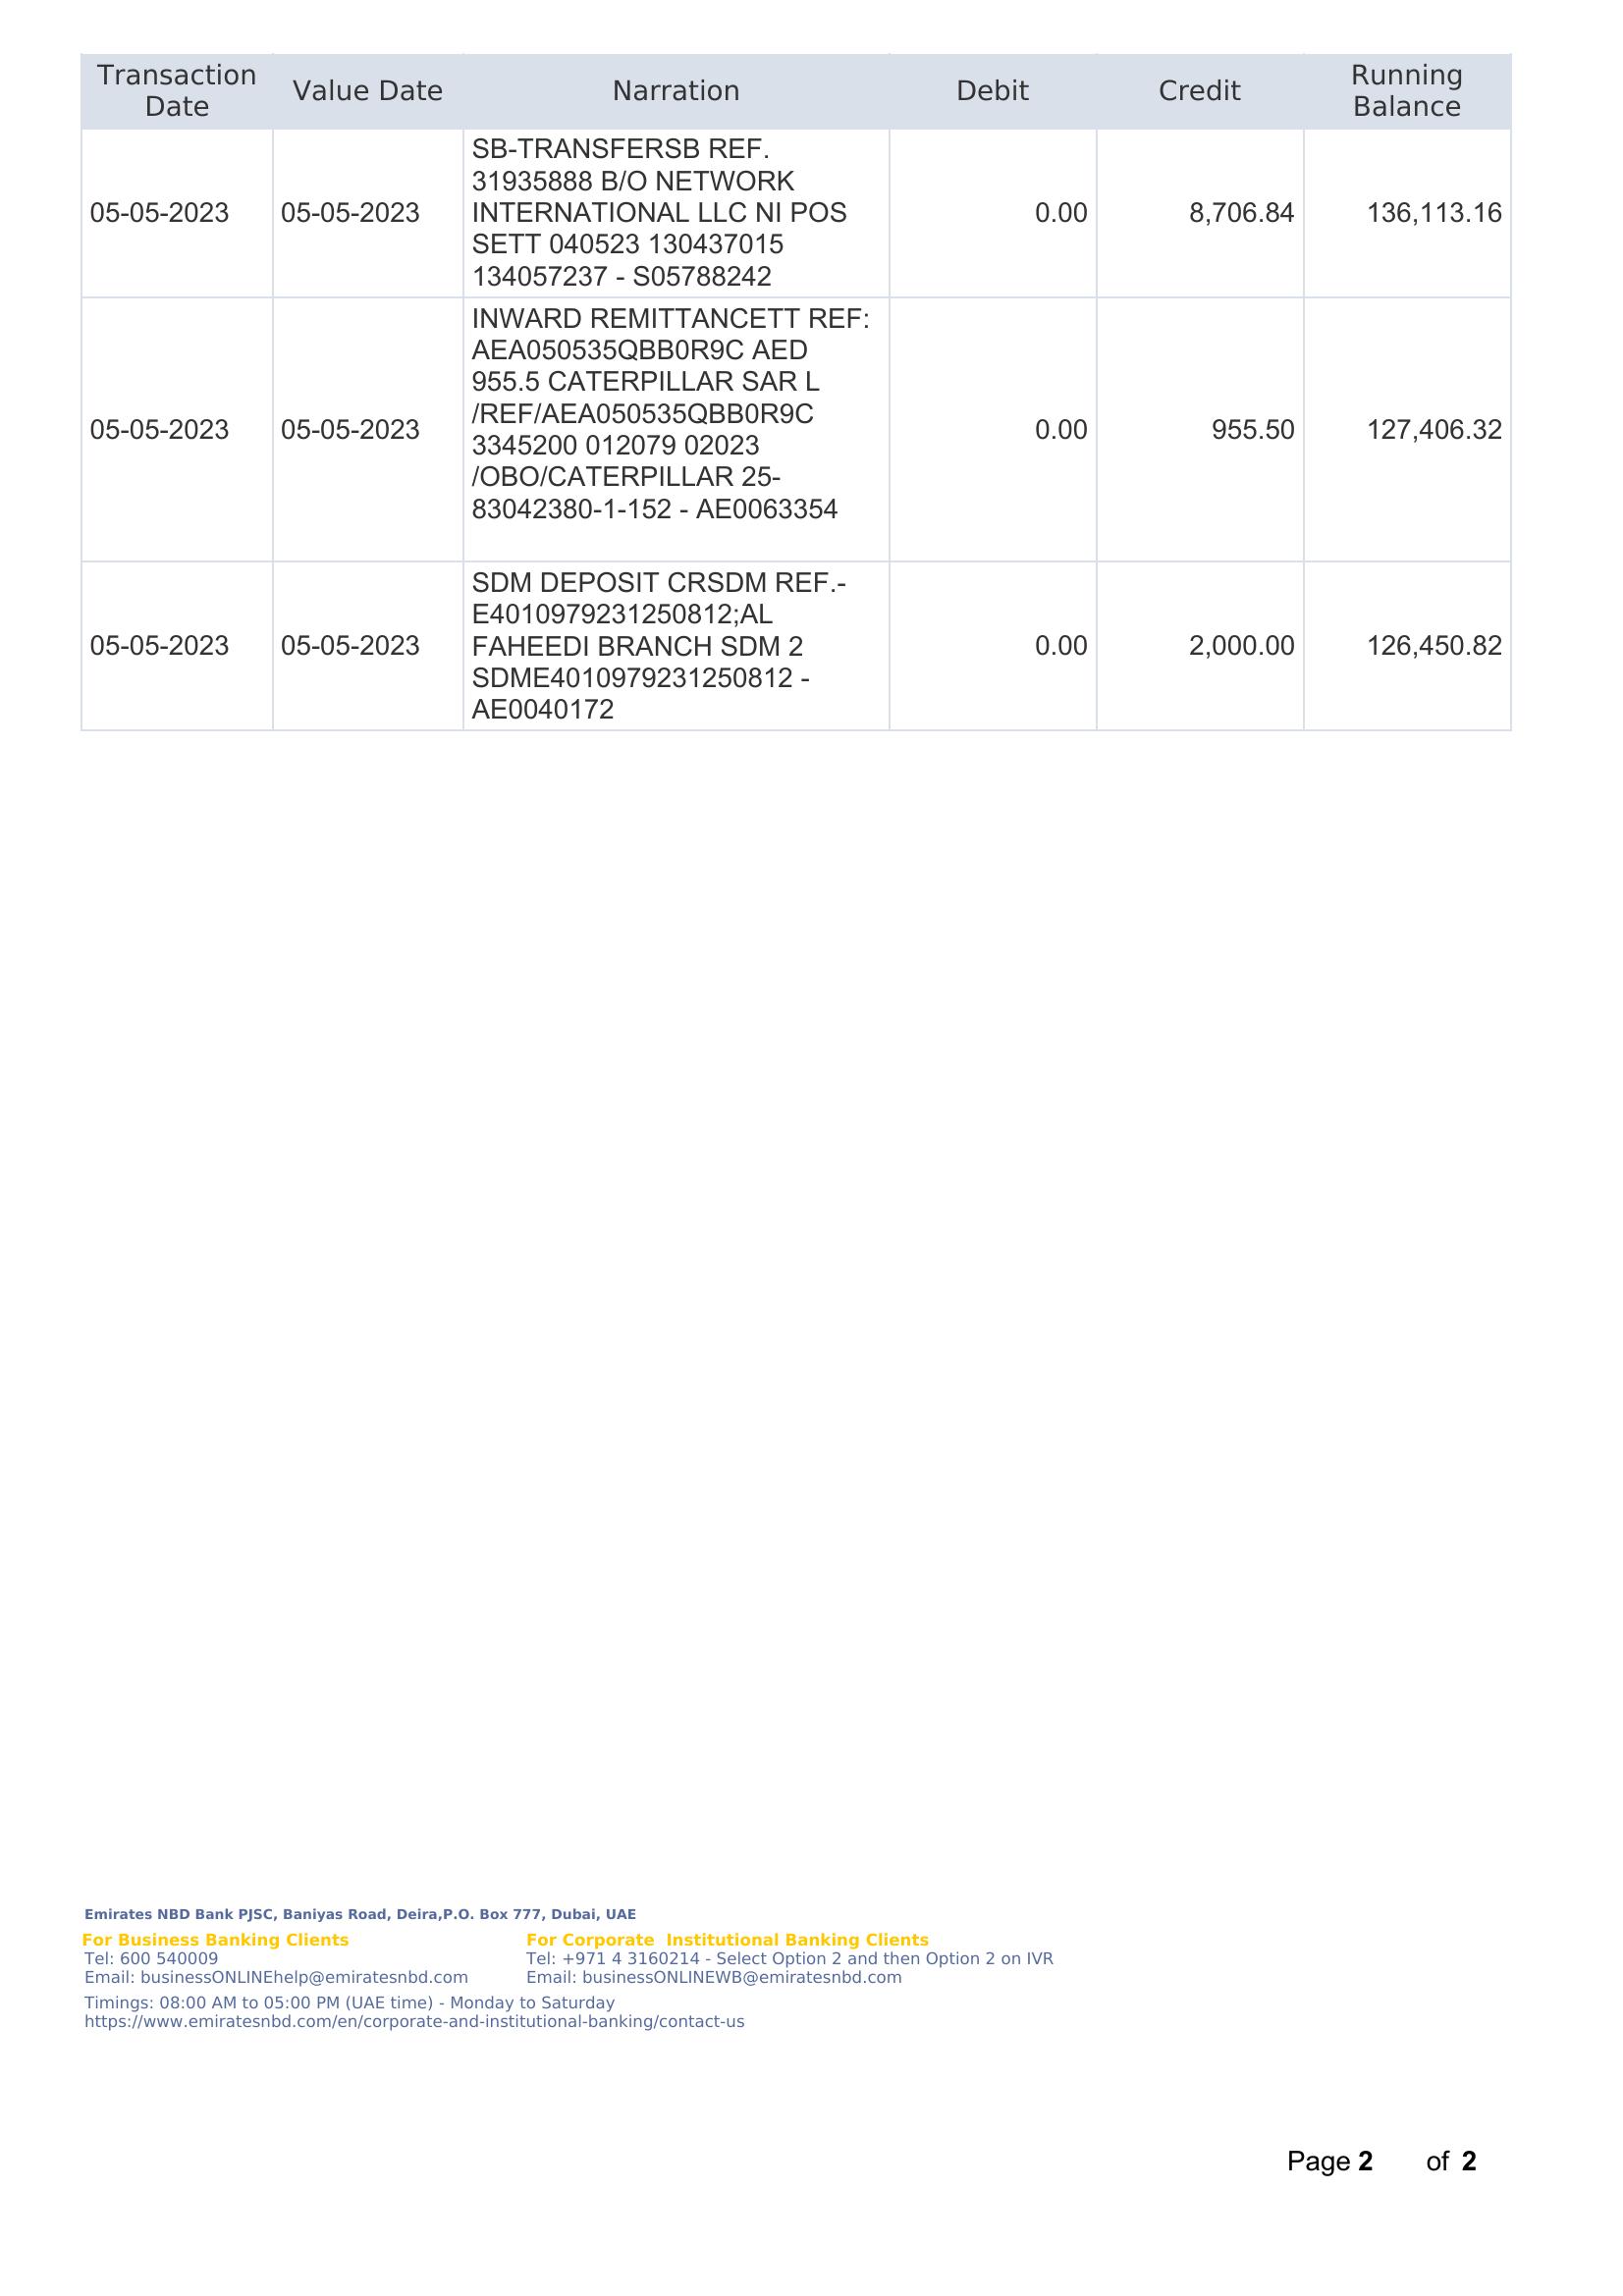 Transaction
Date
Value Date
Narration
Debit
Credit
Running
Balance
05-05-2023
05-05-2023
SB-TRANSFERSB REF.
31935888 B/O NETWORK
INTERNATIONAL LLC NI POS
SETT 040523 130437015
134057237 - S05788242
0.00
8,706.84
136,113.16
05-05-2023
05-05-2023
INWARD REMITTANCETT REF:
AEA050535QBB0R9C AED
955.5 CATERPILLAR SAR L
/REF/AEA050535QBB0R9C
3345200 012079 02023
/OBO/CATERPILLAR 25-
83042380-1-152 - AE0063354
0.00
955.50
127,406.32
05-05-2023
05-05-2023
SDM DEPOSIT CRSDM REF.-
E4010979231250812;AL
FAHEEDI BRANCH SDM 2
SDME4010979231250812 -
AE0040172
0.00
2,000.00
126,450.82
Emirates NBD Bank PJSC, Baniyas Road, Deira,P.O. Box 777, Dubai, UAE
For Business Banking Clients
Tel: 600 540009
Email: businessONLINEhelp@emiratesnbd.com
For Corporate  Institutional Banking Clients
Tel: +971 4 3160214 - Select Option 2 and then Option 2 on IVR
Email: businessONLINEWB@emiratesnbd.com
Timings: 08:00 AM to 05:00 PM (UAE time) - Monday to Saturday
https://www.emiratesnbd.com/en/corporate-and-institutional-banking/contact-us
Page 2 of 2